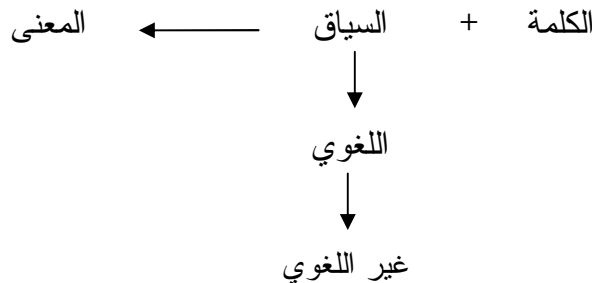 الكلمة + السياق المعنى
اللغوي
غير اللغوي